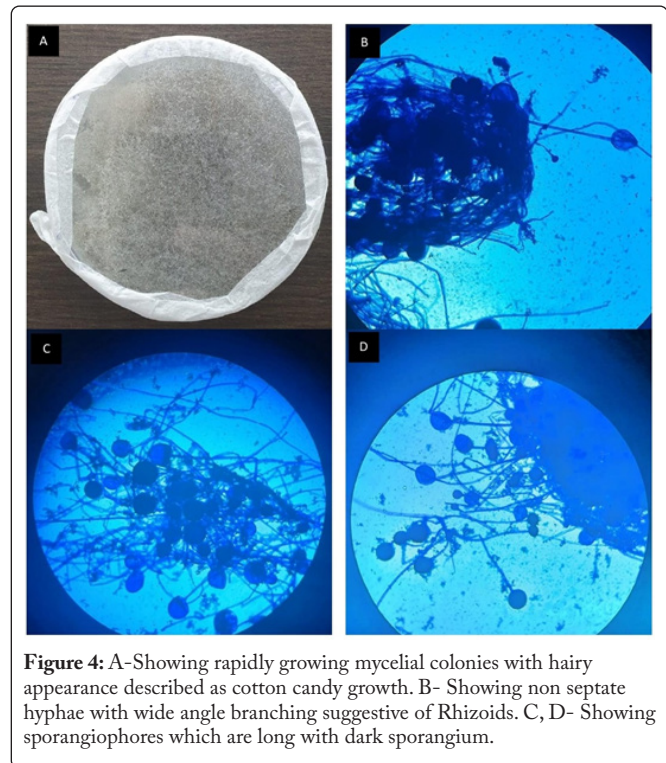 A
B
C
D
Figure 4: A-Showing rapidly growing mycelial colonies with hairy
appearance described as cotton candy growth. B- Showing non septate
hyphae with wide angle branching suggestive of Rhizoids. C, D- Showing
sporangiophores which are long with dark sporangium.